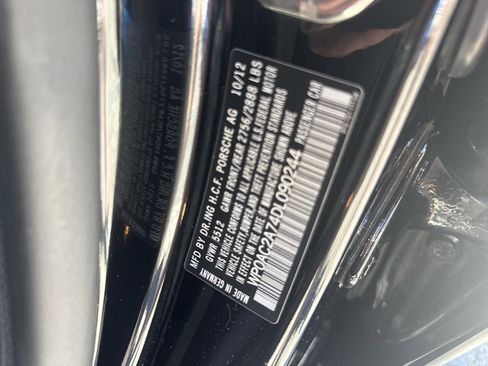 MFD BY DR.ING H.C.F. PORSCHE AG 10/12
GVWR 5512 GAWR FRONT/REAR 2756/2888 LBS
THIS VEHICLE CONFORMS TO ALL APPLICABLE U.S.FEDERAL MOTOR
VEHICLE SAFETY, BUMPER AND THEFT PREVENTION STANDARDS
IN EFFECT ON THE DATE OF MANUFACTURE SHOWN ABOVE
WP0AC2A74DL090244 PASSENGER CAR
MADE IN GERMANY